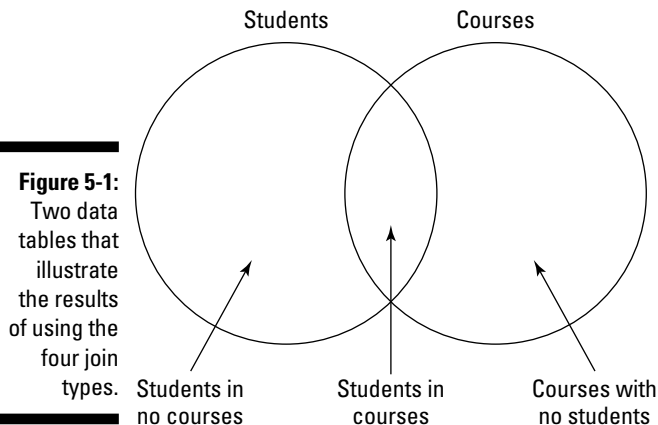 Students
Courses
Figure 5-1:
Two data
tables that
illustrate
the results
of using the
four join
types.
Students in
no courses
Students in
courses
Courses with
no students